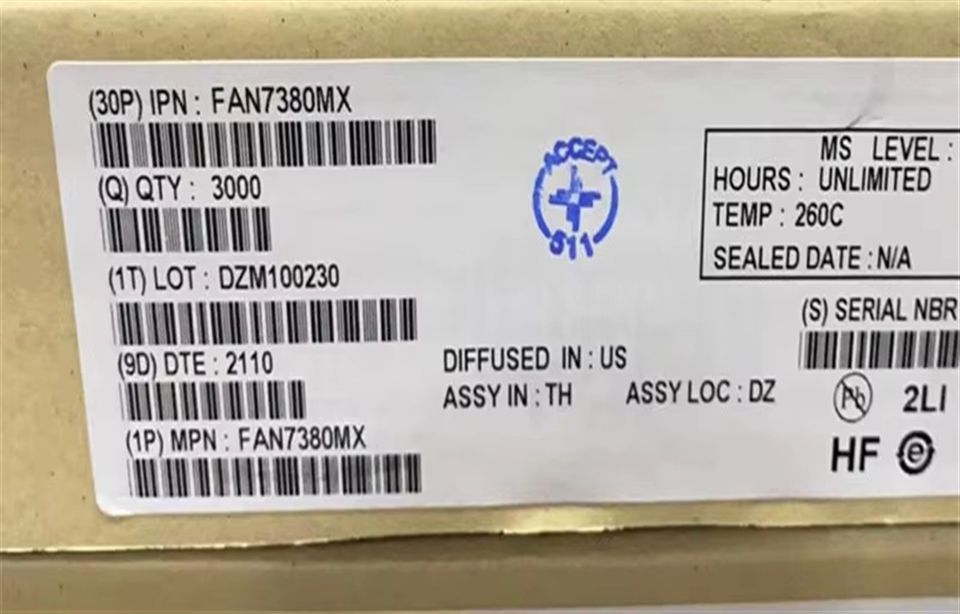 (30P) IPN : FAN7380MX
(Q) QTY : 3000
(1T) LOT : DZM100230
(9D) DTE : 2110
(1P) MPN : FAN7380MX
ACCEPT
511
DIFFUSED IN : US
ASSY IN : TH ASSY LOC : DZ
MS LEVEL :
HOURS : UNLIMITED
TEMP : 260C
SEALED DATE : N/A
(S) SERIAL NBR
Pb 2LI
HF e